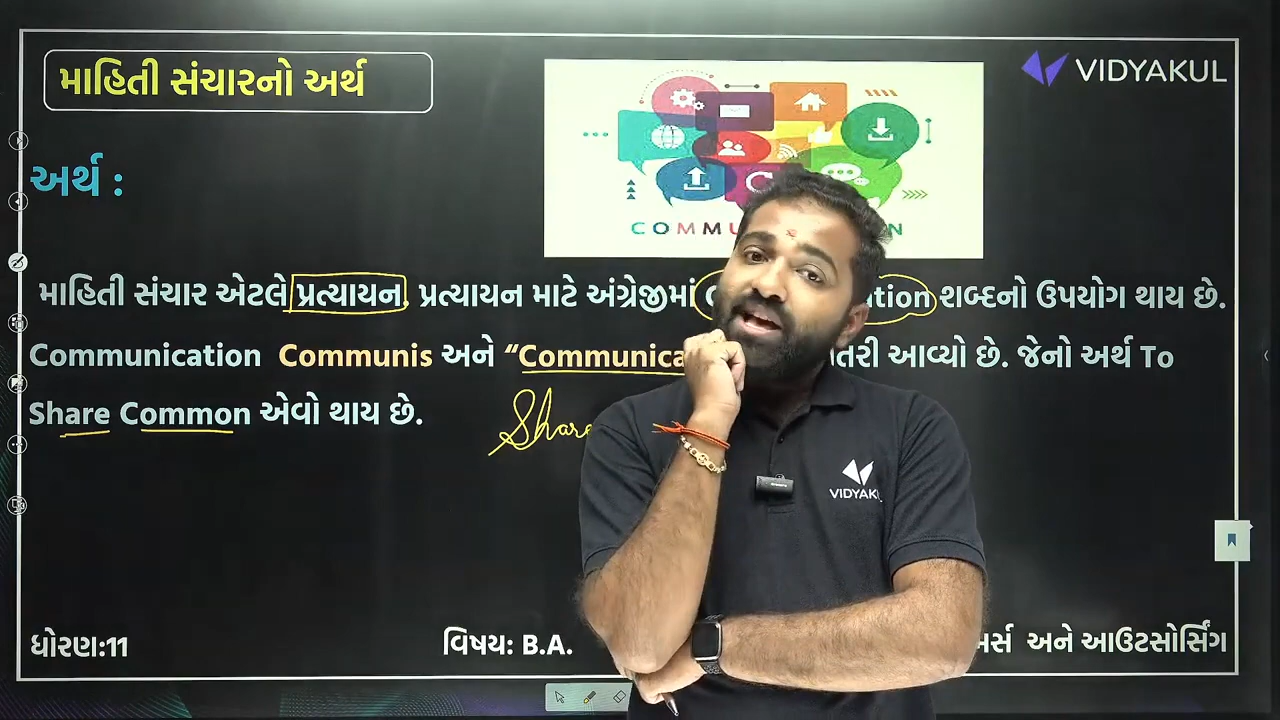 માહિતી સંચારનો અર્થ
VIDYAKUL
અર્થ :
માહિતી સંચાર એટલે પ્રત્યાયન. પ્રત્યાયન માટે અંગ્રેજીમાં શબ્દનો ઉપયોગ થાય છે.
Communication Communis અને “ આવ્યો છે. જેનો અર્થ To
Share Common એવો થાય છે.
Share
VIDYAKUL
ધોરણ:11
વિષય: B.A.
અને આઉટસોર્સિંગ